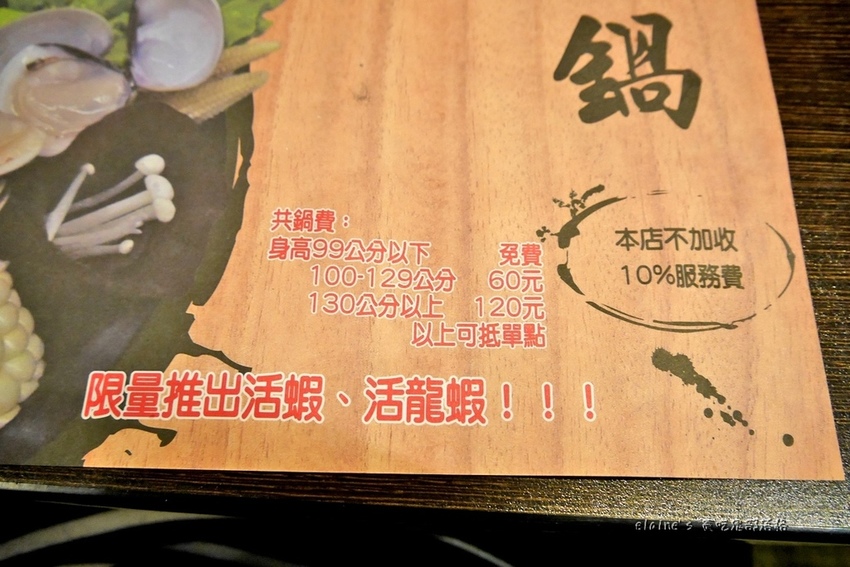 鍋
共鍋費：
身高99公分以下 免費
100-129公分 60元
130公分以上 120元
以上可抵單點
本店不加收
10%服務費
限量推出活蝦、活龍蝦！！！
elaine's